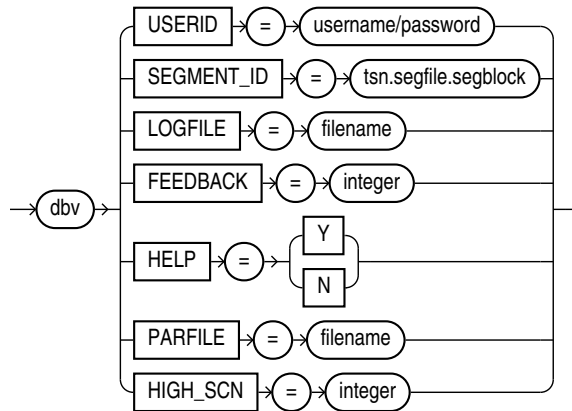 USERID = username/password
SEGMENT_ID = tsn.segfile.segblock
LOGFILE = filename
FEEDBACK = integer
dbv
Y
HELP =
N
PARFILE = filename
HIGH_SCN = integer